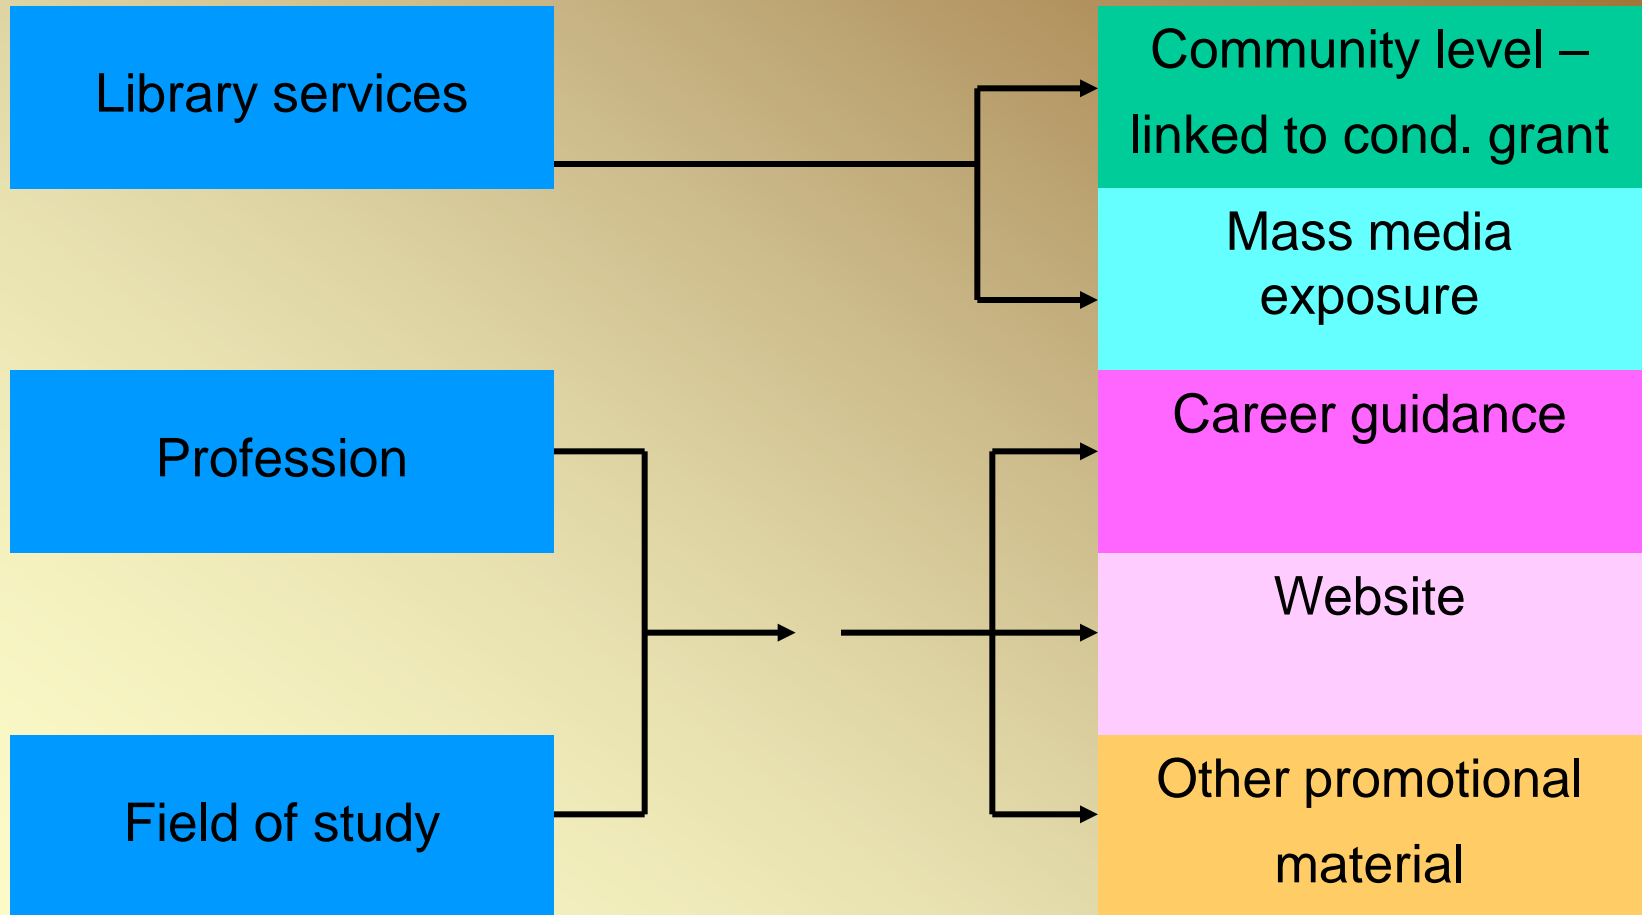 Library services
Community level –
linked to cond. grant
Mass media
exposure
Profession
Career guidance
Website
Field of study
Other promotional
material